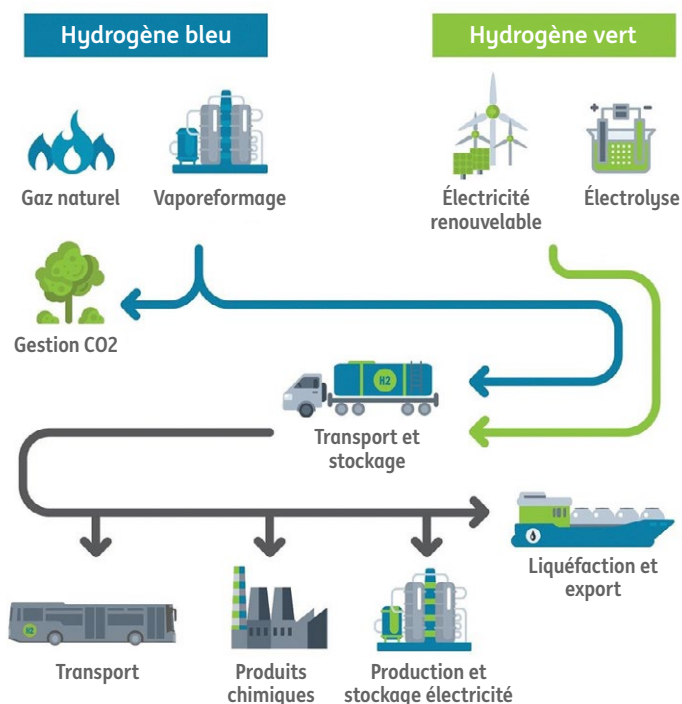 Hydrogène bleu
Hydrogène vert
Gaz naturel
Vaporeformage
Électricité
renouvelable
Électrolyse
Gestion CO2
H2
Transport et
stockage
Liquéfaction et
export
H2
Transport
Produits
chimiques
Production et
stockage électricité